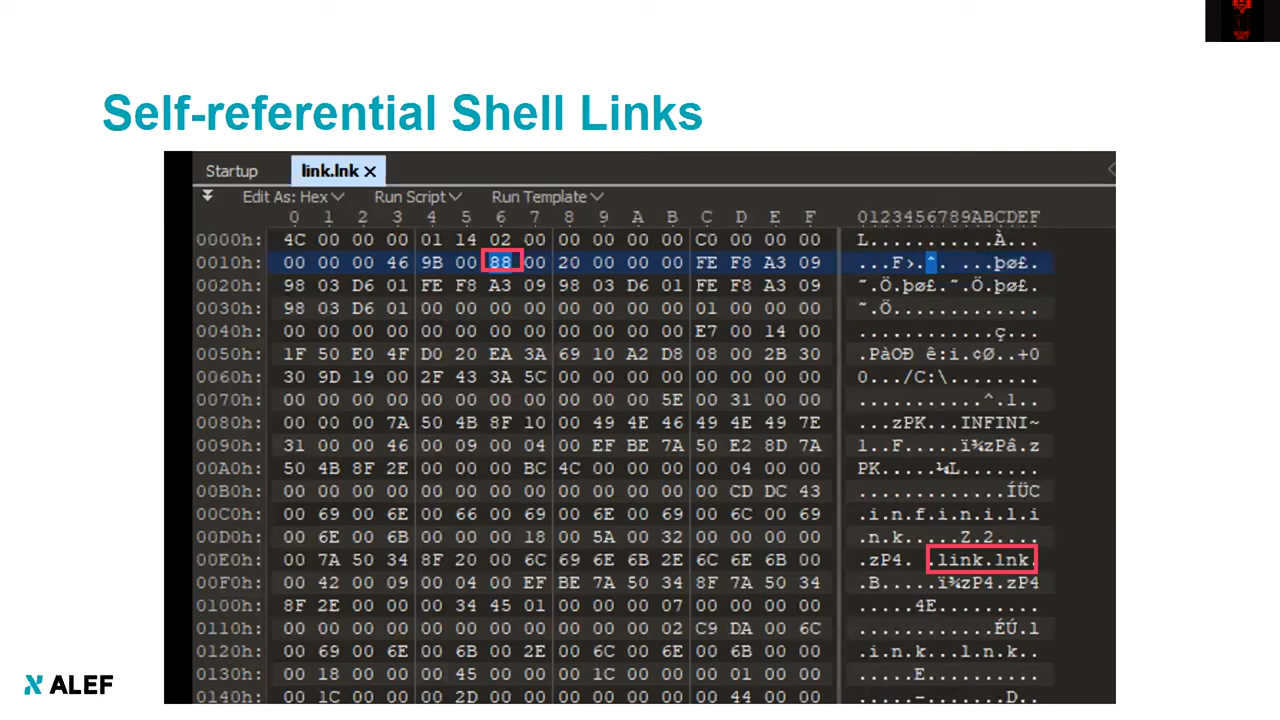 Self-referential Shell Links
Startup link.lnk ×
Edit As: Hex Run Script Run Template
0 1 2 3 4 5 6 7 8 9 A B C D E F 0123456789ABCDEF
0000h: 4C 00 00 00 01 14 02 00 00 00 00 00 C0 00 00 00 L...........À...
0010h: 00 00 00 46 9B 00 88 00 20 00 00 00 FE F8 A3 09 ...F›.ˆ. ...þø£.
0020h: 98 03 D6 01 FE F8 A3 09 98 03 D6 01 FE F8 A3 09 ˜.Ö.þø£.˜.Ö.þø£.
0030h: 98 03 D6 01 00 00 00 00 00 00 00 00 01 00 00 00 ˜.Ö.............
0040h: 00 00 00 00 00 00 00 00 00 00 00 00 E7 00 14 00 ............ç...
0050h: 1F 50 E0 4F D0 20 EA 3A 69 10 A2 D8 08 00 2B 30 .PàOÐ ê:i.¢Ø..+0
0060h: 30 9D 19 00 2F 43 3A 5C 00 00 00 00 00 00 00 00 0.../C:\........
0070h: 00 00 00 00 00 00 00 00 00 00 00 5E 00 31 00 00 ...........^.1..
0080h: 00 00 00 7A 50 4B 8F 10 00 49 4E 46 49 4E 49 7E ...zPK...INFINI~
0090h: 31 00 00 46 00 09 00 04 00 EF BE 7A 50 E2 8D 7A 1..F.....ï¾zPâ.z
00A0h: 50 4B 8F 2E 00 00 00 BC 4C 00 00 00 00 04 00 00 PK.....¼L.......
00B0h: 00 00 00 00 00 00 00 00 00 00 00 00 00 CD DC 43 .............ÍÜC
00C0h: 00 69 00 6E 00 66 00 69 00 6E 00 69 00 6C 00 69 .i.n.f.i.n.i.l.i
00D0h: 00 6E 00 6B 00 00 00 18 00 5A 00 32 00 00 00 00 .n.k.....Z.2....
00E0h: 00 7A 50 34 8F 20 00 6C 69 6E 6B 2E 6C 6E 6B 00 .zP4. .link.lnk.
00F0h: 00 42 00 09 00 04 00 EF BE 7A 50 34 8F 7A 50 34 .B.....ï¾zP4.zP4
0100h: 8F 2E 00 00 00 34 45 01 00 00 00 07 00 00 00 00 .....4E.........
0110h: 00 00 00 00 00 00 00 00 00 00 00 02 C9 DA 00 6C ............ÉÚ.l
0120h: 00 69 00 6E 00 6B 00 2E 00 6C 00 6E 00 6B 00 00 .i.n.k...l.n.k..
0130h: 00 18 00 00 00 45 00 00 00 1C 00 00 00 01 00 00 .....E..........
0140h: 00 1C 00 00 00 2D 00 00 00 00 00 00 00 44 00 00 .....-.......D..
ALEF